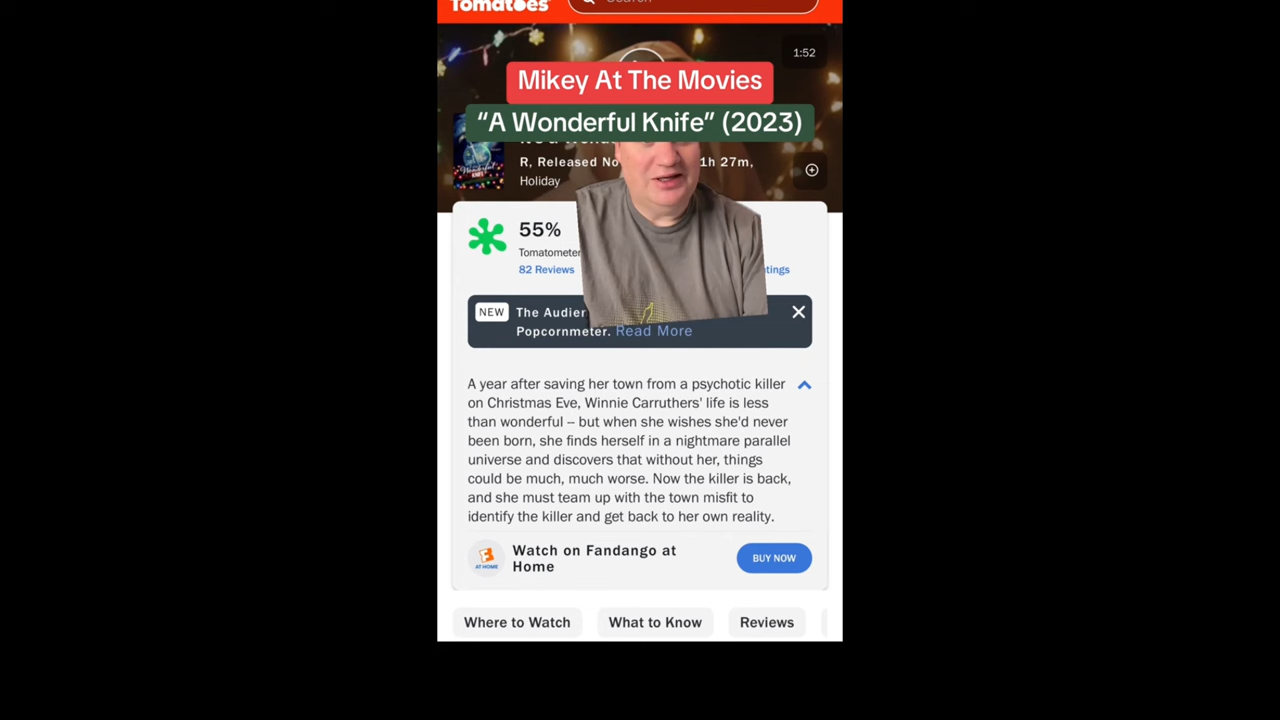 Tomatoes
Search
1:52
Mikey At The Movies
“A Wonderful Knife” (2023)
R, Released No 1h 27m,
Holiday
55%
Tomatometer
82 Reviews
tings
NEW
The Audier
Popcornmeter. Read More
A year after saving her town from a psychotic killer
on Christmas Eve, Winnie Carruthers' life is less
than wonderful -- but when she wishes she'd never
been born, she finds herself in a nightmare parallel
universe and discovers that without her, things
could be much, much worse. Now the killer is back,
and she must team up with the town misfit to
identify the killer and get back to her own reality.
AT HOME
Watch on Fandango at
Home
BUY NOW
Where to Watch
What to Know
Reviews